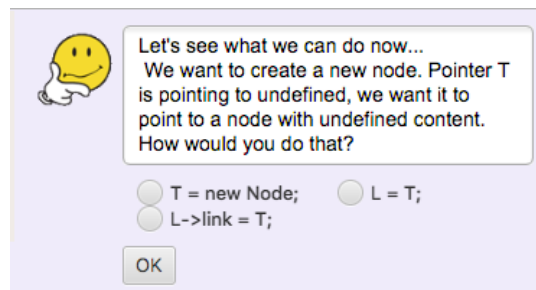 Let's see what we can do now...
We want to create a new node. Pointer T
is pointing to undefined, we want it to
point to a node with undefined content.
How would you do that?
T = new Node; L = T;
L->link = T;
OK